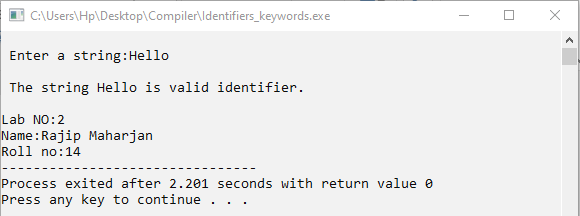 C:\Users\Hp\Desktop\Compiler\Identifiers_keywords.exe
Enter a string:Hello
The string Hello is valid identifier.
Lab NO:2
Name:Rajip Maharjan
Roll no:14
--------------------------------
Process exited after 2.201 seconds with return value 0
Press any key to continue . . .